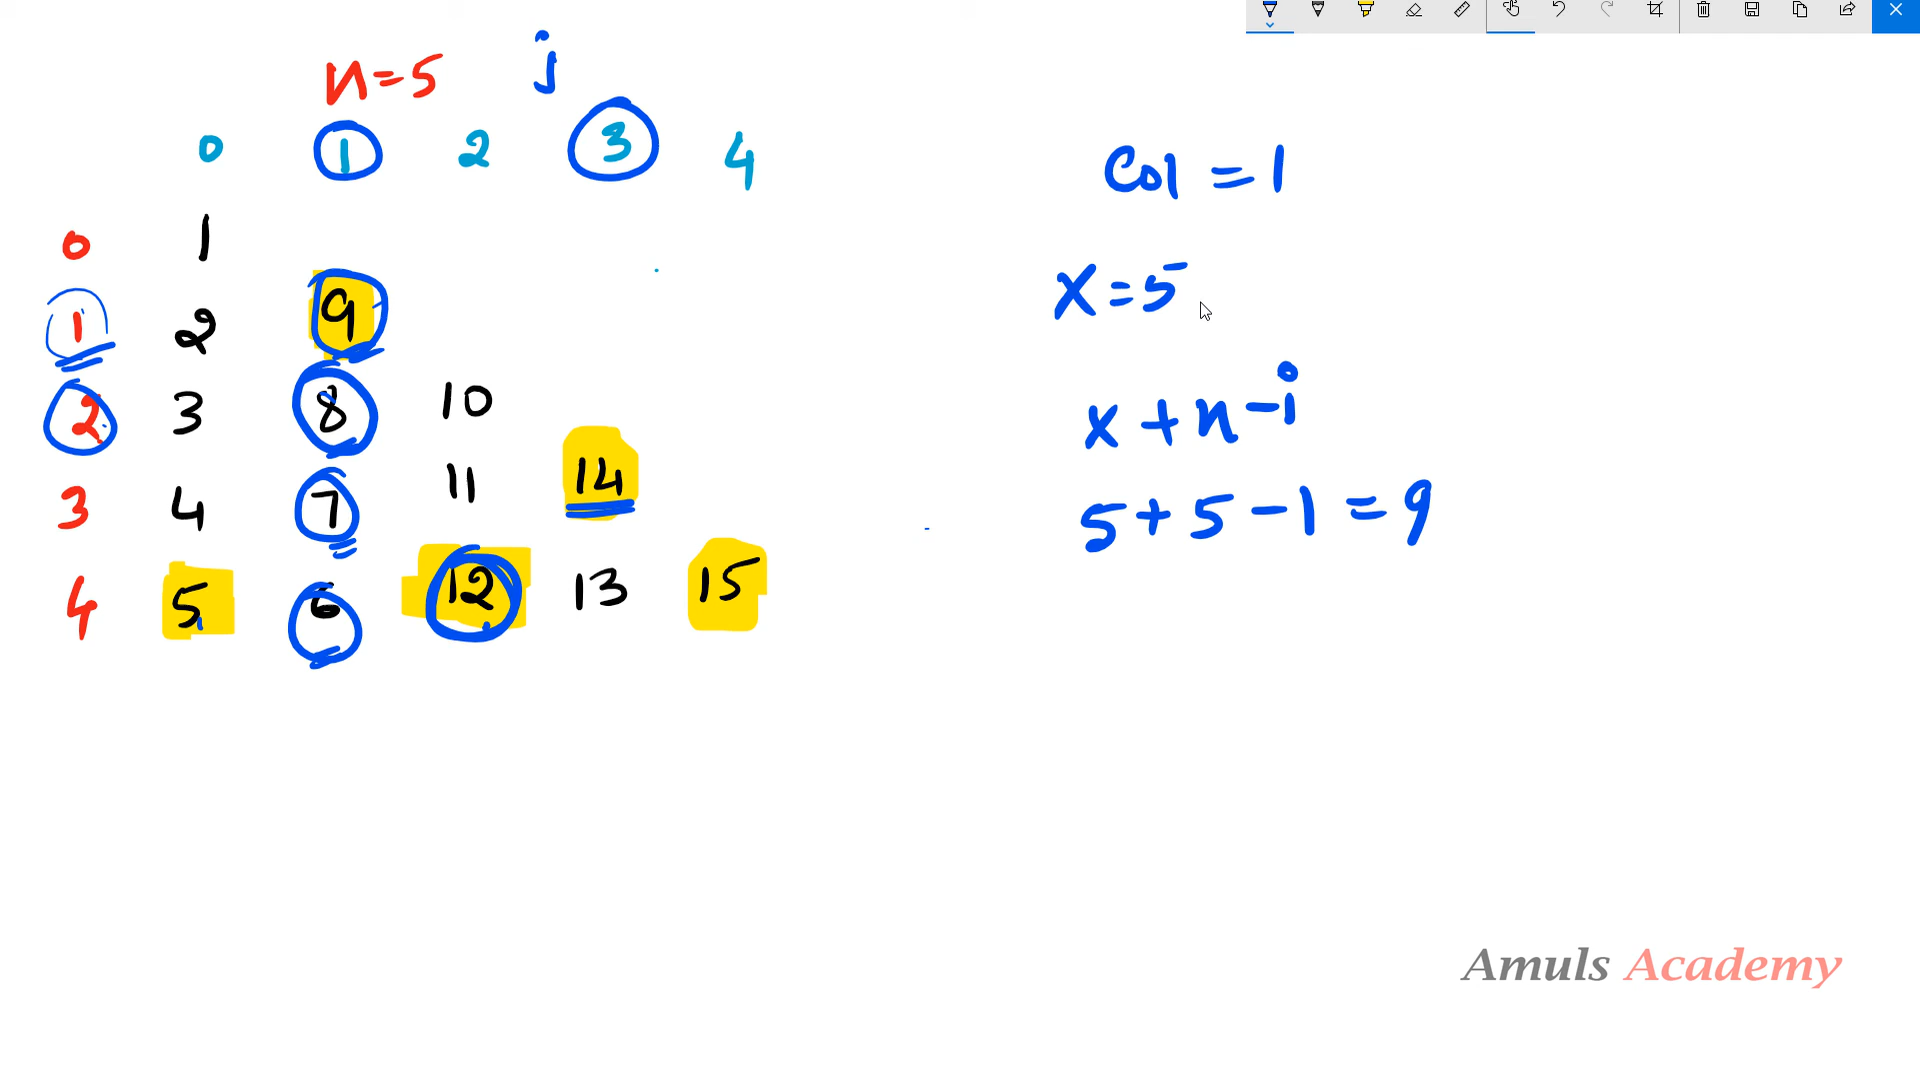 n=5 j
0 1 2 3 4
0 1
1 2 9
2 3 8 10
3 4 7 11 14
4 5 6 12 13 15
Col = 1
x=5
x+n-i
5+5-1=9
Amuls Academy